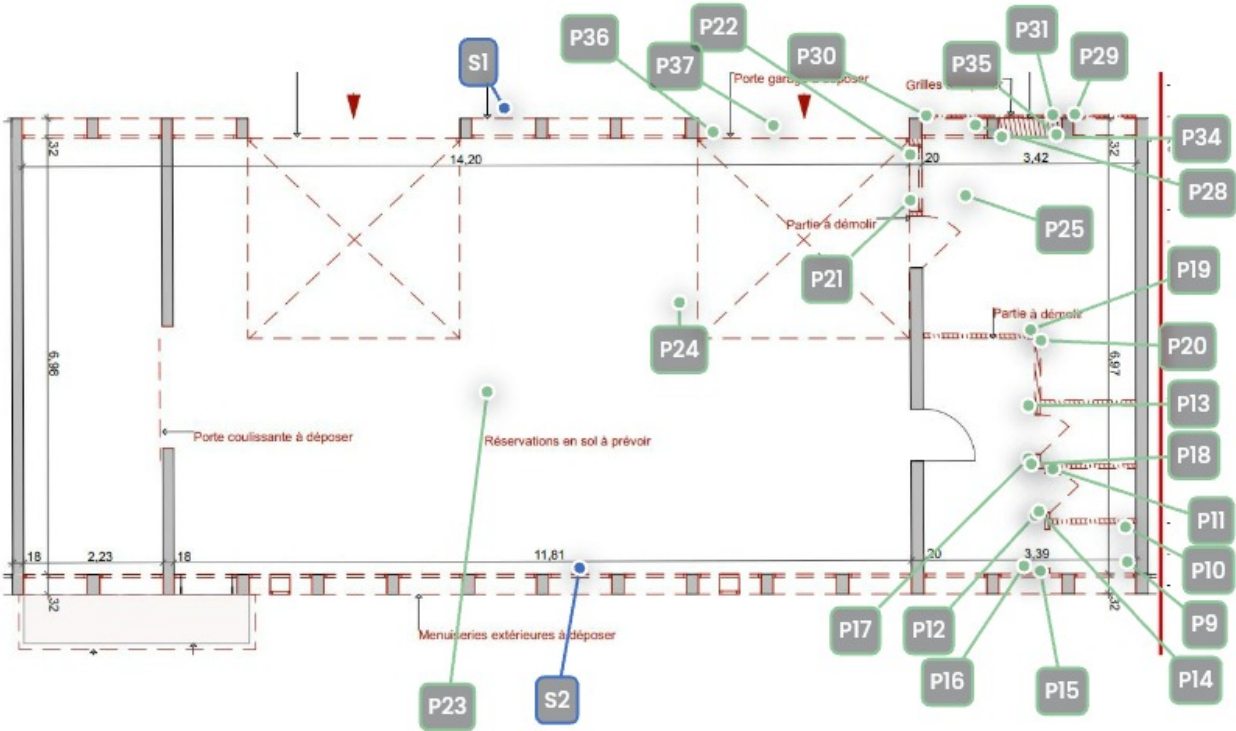 P36
P37
P22
P30
P31
P35
P29
S1
Porte garage à déposer
Grilles
P34
P28
P25
P21
P19
P20
P24
P13
P18
P11
P10
P9
P17
P12
P14
P16
P15
P23
S2
,32
14,20
,20
3,42
,32
Partie à démolir
Partie à démolir
6,96
6,97
Porte coulissante à déposer
Réservations en sol à prévoir
,18
2,23
,18
11,81
,20
3,39
,32
,32
Menuiseries extérieures à déposer